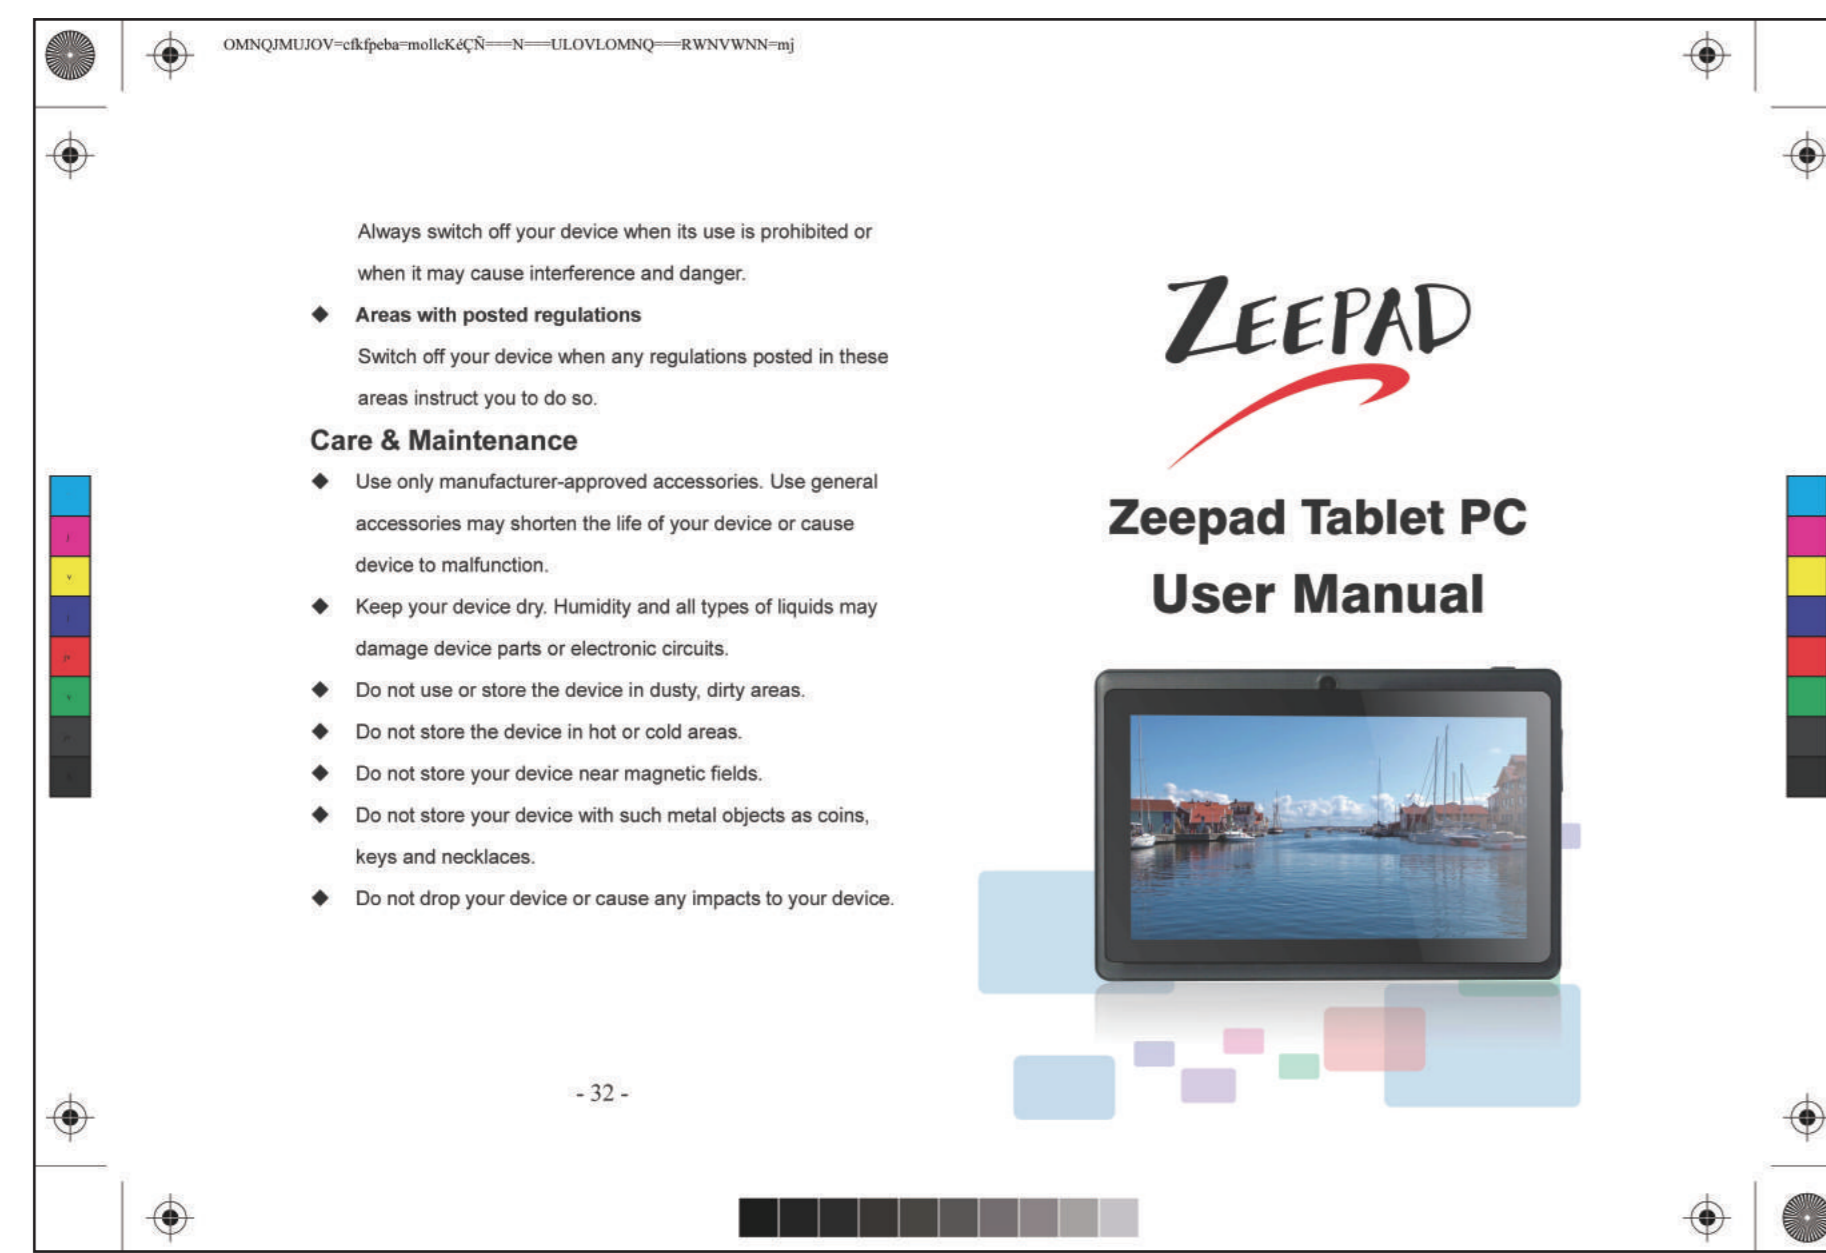 OMNQJMUJOV=cfkfpeba=mollcKéÇÑ===N===ULOVLOMNQ===RWNVWNN=mj
Always switch off your device when its use is prohibited or
when it may cause interference and danger.
◆ Areas with posted regulations
Switch off your device when any regulations posted in these
areas instruct you to do so.
Care & Maintenance
◆ Use only manufacturer-approved accessories. Use general
accessories may shorten the life of your device or cause
device to malfunction.
◆ Keep your device dry. Humidity and all types of liquids may
damage device parts or electronic circuits.
◆ Do not use or store the device in dusty, dirty areas.
◆ Do not store the device in hot or cold areas.
◆ Do not store your device near magnetic fields.
◆ Do not store your device with such metal objects as coins,
keys and necklaces.
◆ Do not drop your device or cause any impacts to your device.
- 32 -
ZEEPAD
Zeepad Tablet PC
User Manual